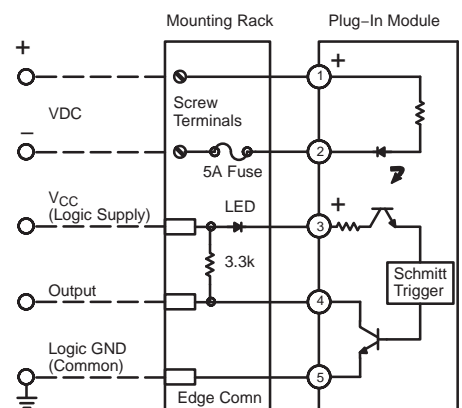 Mounting Rack
Plug–In Module
+
+
1
Screw
Terminals
VDC
–
2
5A Fuse
VCC
(Logic Supply)
LED
+
3
3.3k
Schmitt
Trigger
Output
4
Logic GND
(Common)
5
Edge Comn